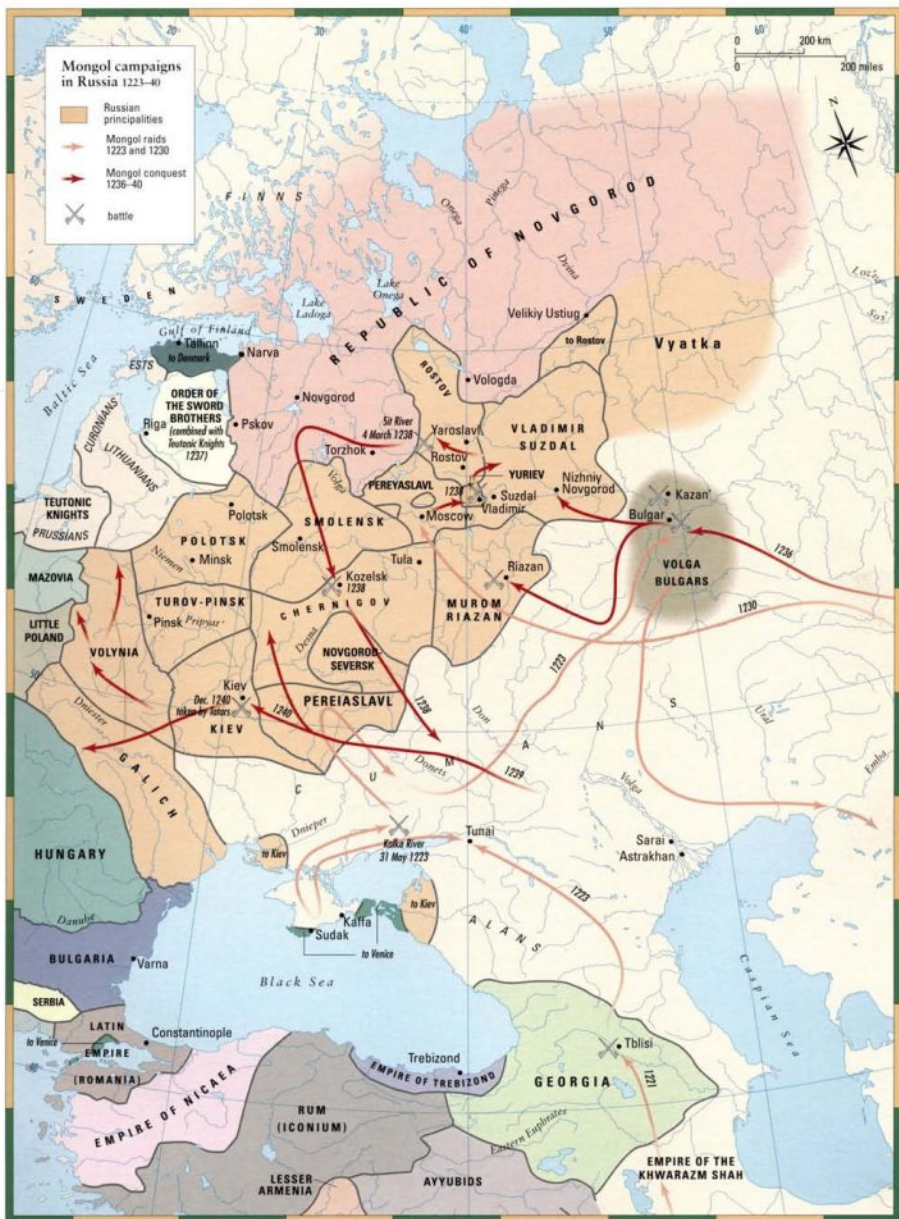 Mongol campaigns
in Russia 1223–40
Russian
principalities
Mongol raids
1223 and 1230
Mongol conquest
1236–40
battle
20
30
40
60
0 200 km
0 200 miles
N
FINNS
SWEDEN
60
REPUBLIC OF NOVGOROD
Onega
Pinega
Dvina
Lake
Onega
Lake
Ladoga
Gulf of Finland
Baltic Sea
Tallinn
to Denmark
Narva
ESTS
Velikiy Ustiug
to Rostov
Vyatka
ORDER OF
THE SWORD
BROTHERS
(combined with
Teutonic Knights
1237)
Riga
CURONIANS
LITHUANIANS
Pskov
Novgorod
ROSTOV
Vologda
Sit River
4 March 1238
Yaroslavl
Rostov
Torzhok
Volga
VLADIMIR
SUZDAL
YURIEV
PEREYASLAVL
1238
Suzdal
Vladimir
Moscow
Nizhniy
Novgorod
Kazan'
Bulgar
VOLGA
BULGARS
1236
1230
TEUTONIC
KNIGHTS
PRUSSIANS
Polotsk
POLOTSK
Niemen
Minsk
SMOLENSK
Smolensk
Tula
Riazan
MUROM
RIAZAN
Kozelsk
1238
CHERNIGOV
MAZOVIA
LITTLE
POLAND
TUROV-PINSK
Pinsk
Pripyat'
Desna
NOVGOROD-
SEVERSK
VOLYNIA
50
Kiev
Dec. 1240
taken by Tatars
KIEV
1240
PEREIASLAVL
1238
1223
Don
Donets
1239
CUMANS
Volga
Ural
Emba
Dniester
GALICH
Dnieper
HUNGARY
to Kiev
Kalka River
31 May 1223
Tunai
Sarai
Astrakhan
to Kiev
1223
Kaffa
Sudak
to Venice
ALANS
Danube
BULGARIA
Varna
Black Sea
Caspian Sea
SERBIA
LATIN
EMPIRE
(ROMANIA)
to Venice
Constantinople
40
EMPIRE OF NICAEA
Trebizond
EMPIRE OF TREBIZOND
Tblisi
GEORGIA
1221
RUM
(ICONIUM)
Eastern Euphrates
LESSER
ARMENIA
AYYUBIDS
EMPIRE OF THE
KHWARAZM SHAH